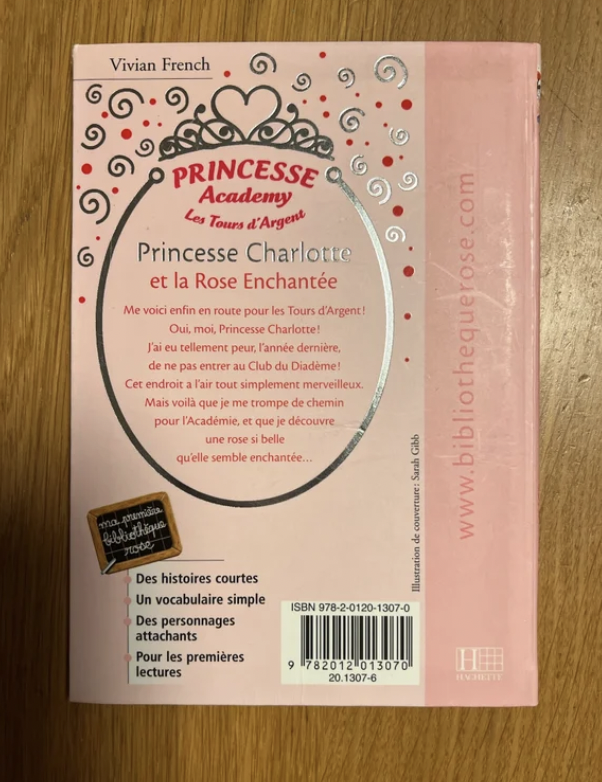 Vivian French
PRINCESSE
Academy
Les Tours d'Argent
Princesse Charlotte
et la Rose Enchantée
Me voici enfin en route pour les Tours d'Argent !
Oui, moi, Princesse Charlotte !
J'ai eu tellement peur, l'année dernière,
de ne pas entrer au Club du Diadème !
Cet endroit a l'air tout simplement merveilleux.
Mais voilà que je me trompe de chemin
pour l'Académie, et que je découvre
une rose si belle
qu'elle semble enchantée...
Illustration de couverture : Sarah Gibb
ma première
bibliothèque
rose
Des histoires courtes
Un vocabulaire simple
Des personnages
attachants
Pour les premières
lectures
ISBN 978-2-0120-1307-0
9 782012 013070
20.1307-6
www.bibliothequerose.com
H
HACHETTE